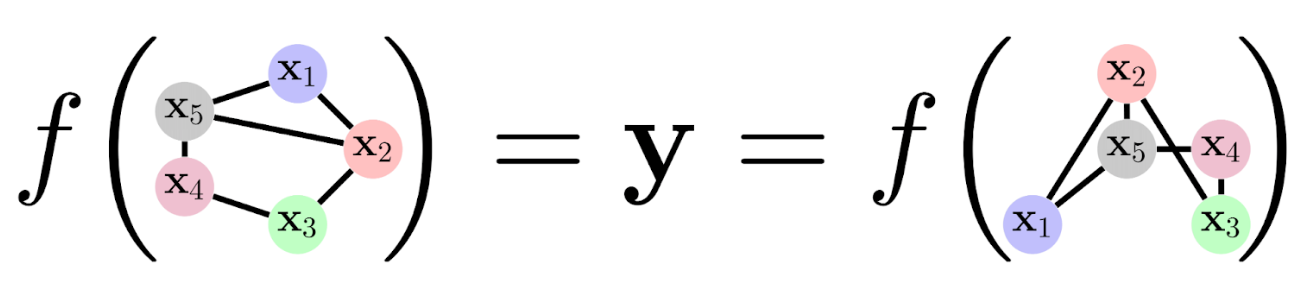 f(x₁ x₅ x₂ x₄ x₃) = y = f(x₂ x₅ x₄ x₁ x₃)